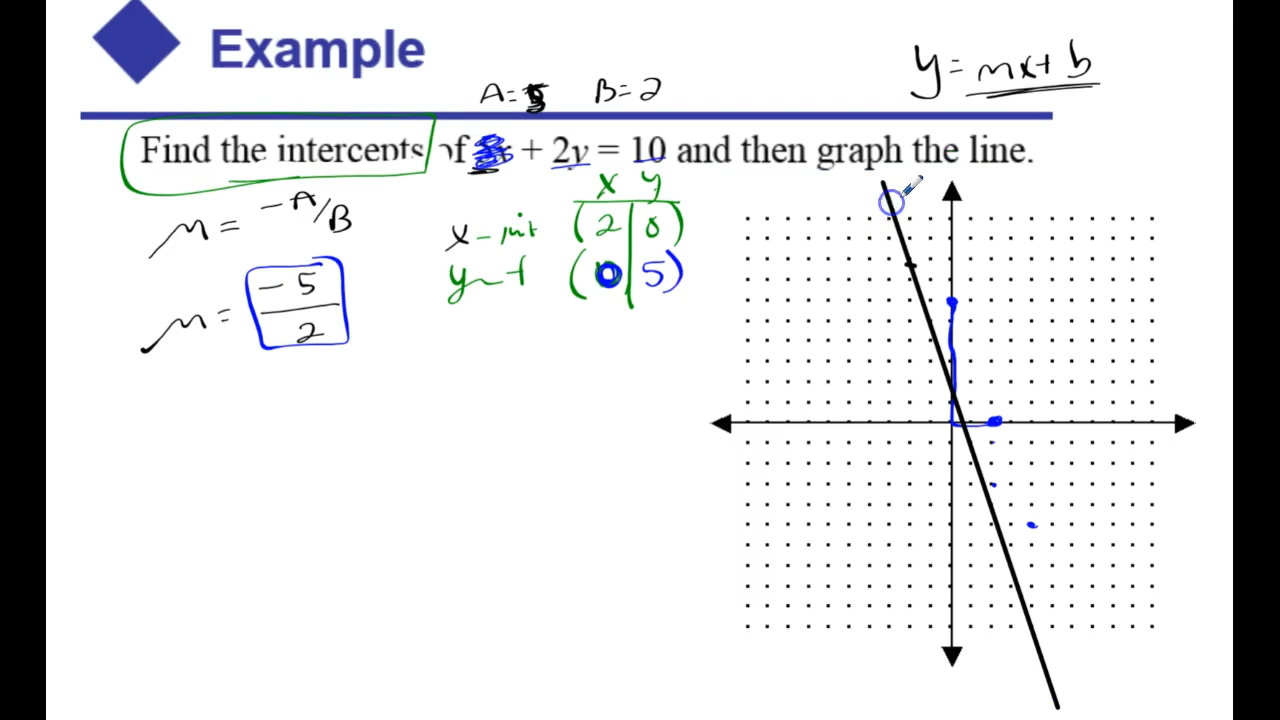 Example
y = mx + b
A = 5 B = 2
Find the intercepts of + 2y = 10 and then graph the line.
x y
m = -A/B
x-int (2 | 0)
y-int (0 | 5)
m = -5/2